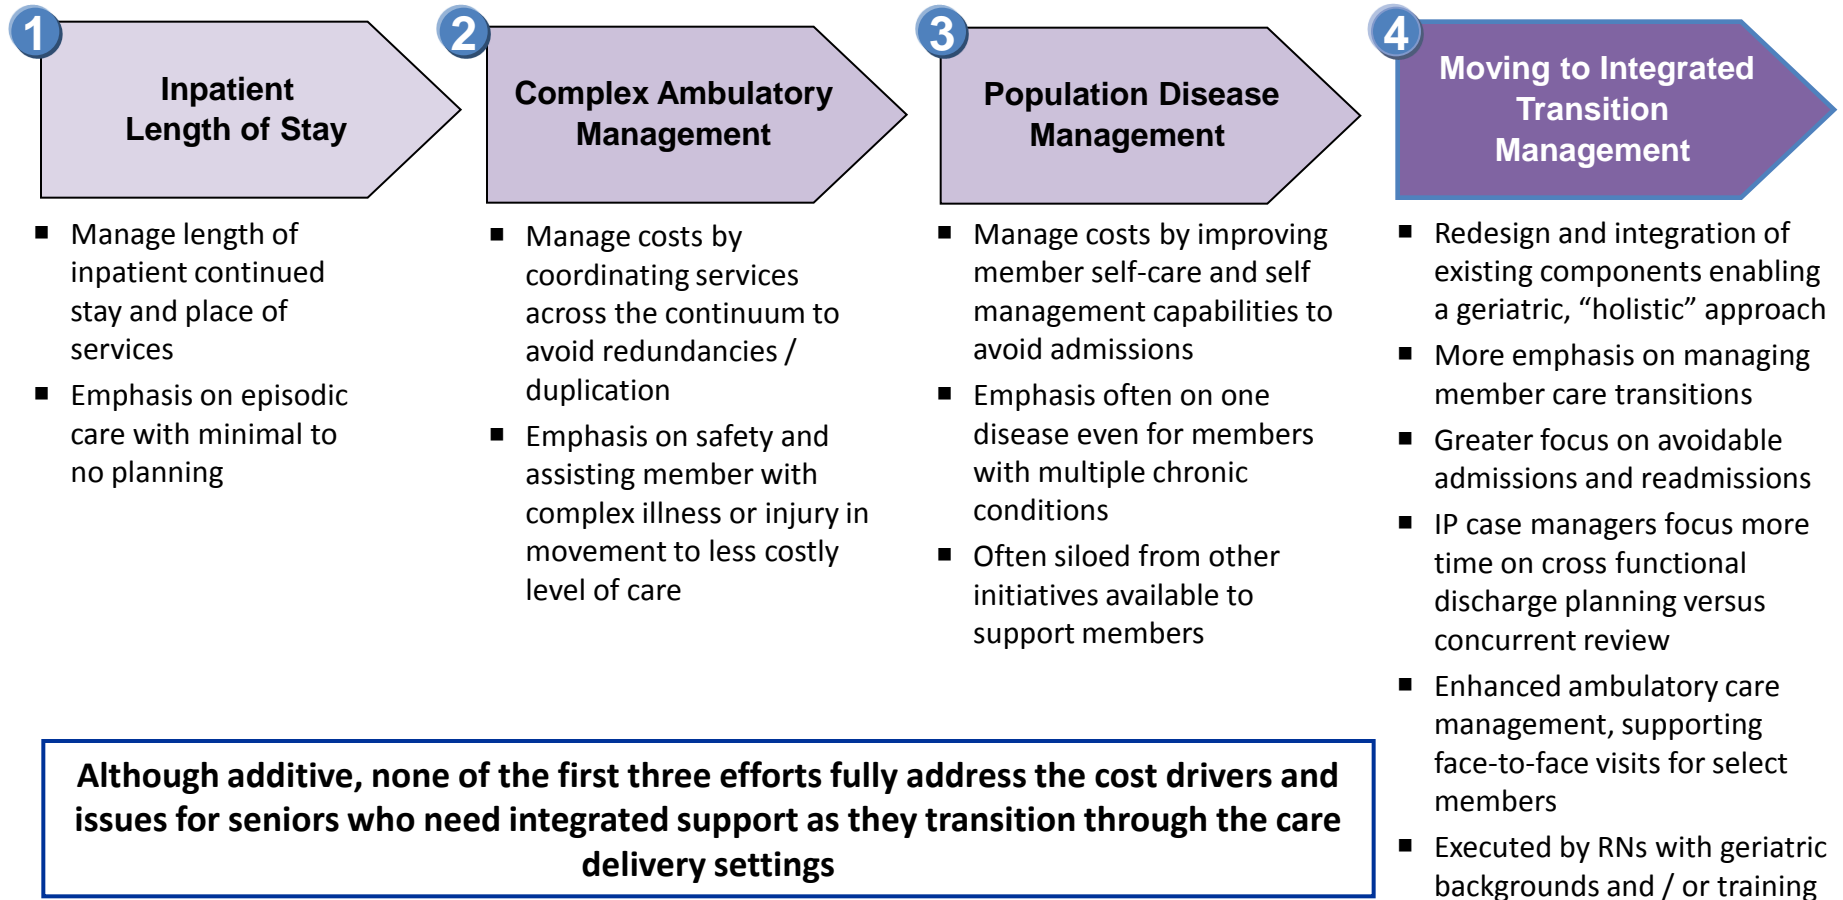 1
Inpatient
Length of Stay
■ Manage length of
inpatient continued
stay and place of
services
■ Emphasis on episodic
care with minimal to
no planning
2
Complex Ambulatory
Management
■ Manage costs by
coordinating services
across the continuum to
avoid redundancies /
duplication
■ Emphasis on safety and
assisting member with
complex illness or injury in
movement to less costly
level of care
3
Population Disease
Management
■ Manage costs by improving
member self-care and self
management capabilities to
avoid admissions
■ Emphasis often on one
disease even for members
with multiple chronic
conditions
■ Often siloed from other
initiatives available to
support members
4
Moving to Integrated
Transition
Management
■ Redesign and integration of
existing components enabling
a geriatric, “holistic” approach
■ More emphasis on managing
member care transitions
■ Greater focus on avoidable
admissions and readmissions
■ IP case managers focus more
time on cross functional
discharge planning versus
concurrent review
■ Enhanced ambulatory care
management, supporting
face-to-face visits for select
members
■ Executed by RNs with geriatric
backgrounds and / or training
Although additive, none of the first three efforts fully address the cost drivers and
issues for seniors who need integrated support as they transition through the care
delivery settings